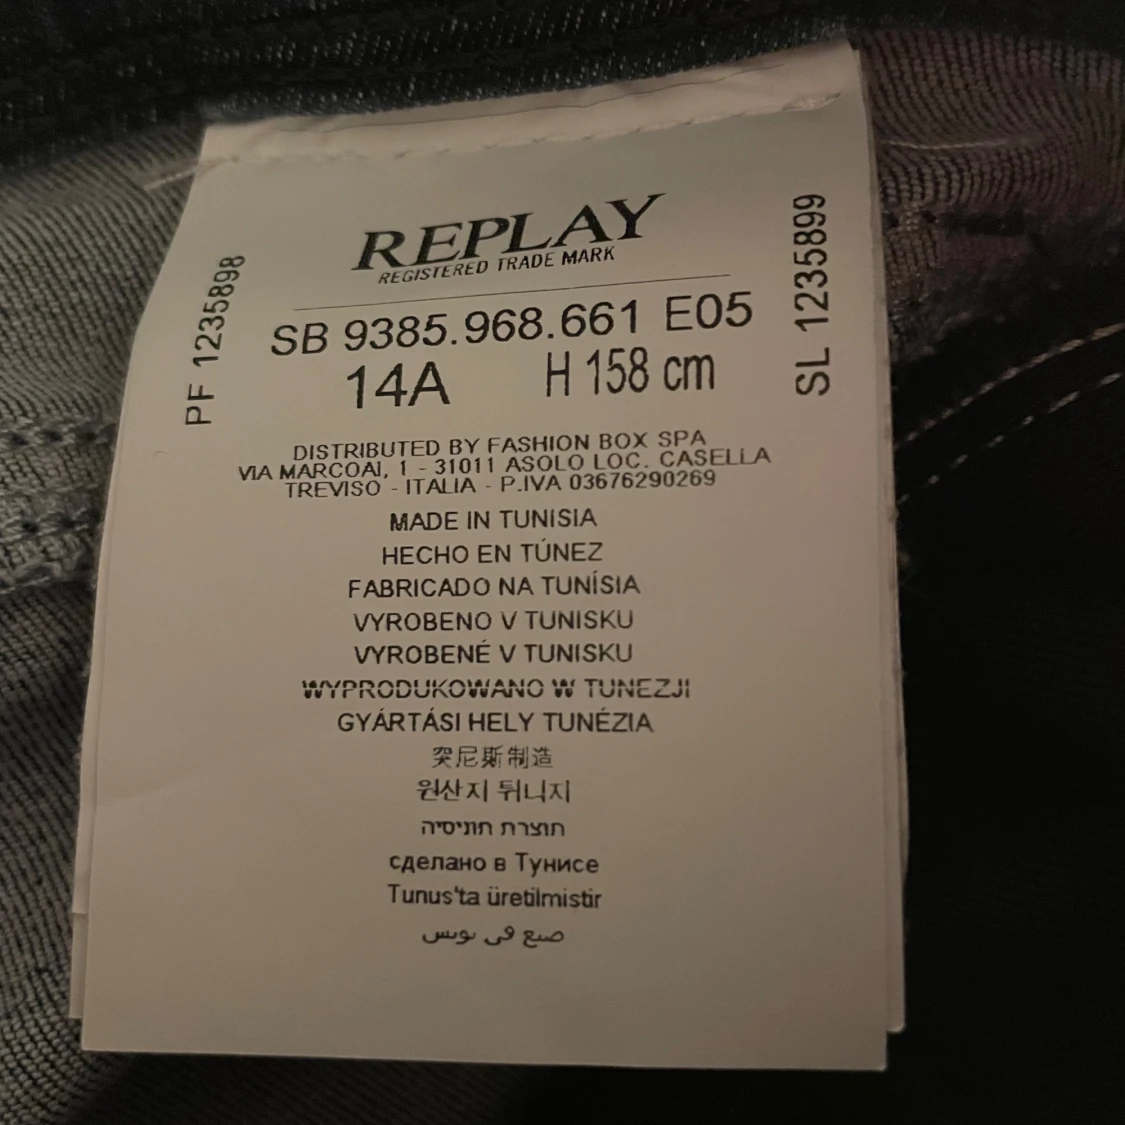 REPLAY
REGISTERED TRADE MARK
PF 1235898
SL 1235899
SB 9385.968.661 E05
14A H 158 cm
DISTRIBUTED BY FASHION BOX SPA
VIA MARCOAI, 1 - 31011 ASOLO LOC. CASELLA
TREVISO - ITALIA - P.IVA 03676290269
MADE IN TUNISIA
HECHO EN TÚNEZ
FABRICADO NA TUNÍSIA
VYROBENO V TUNISKU
VYROBENÉ V TUNISKU
WYPRODUKOWANO W TUNEZJI
GYÁRTÁSI HELY TUNÉZIA
突尼斯制造
원산지 튀니지
תוצרת תוניסיה
сделано в Тунисе
Tunus'ta üretilmistir
صنع في تونس